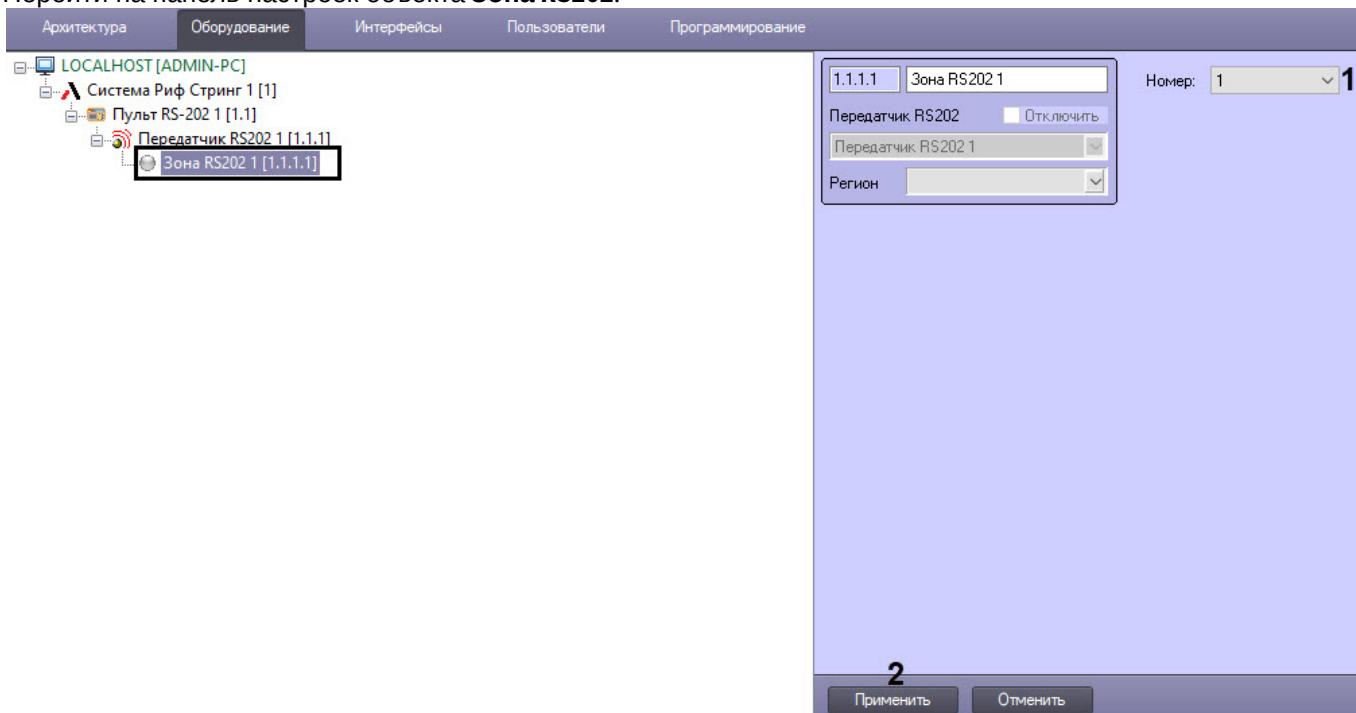 Перейти на панель настроек объекта Зона RS202.
Архитектура Оборудование Интерфейсы Пользователи Программирование
LOCALHOST [ADMIN-PC]
Система Риф Стринг 1 [1]
Пульт RS-202 1 [1.1]
Передатчик RS202 1 [1.1.1]
Зона RS202 1 [1.1.1.1]
1.1.1.1 Зона RS202 1
Передатчик RS202 Отключить
Передатчик RS202 1
Регион
Номер: 1 1
2
Применить Отменить